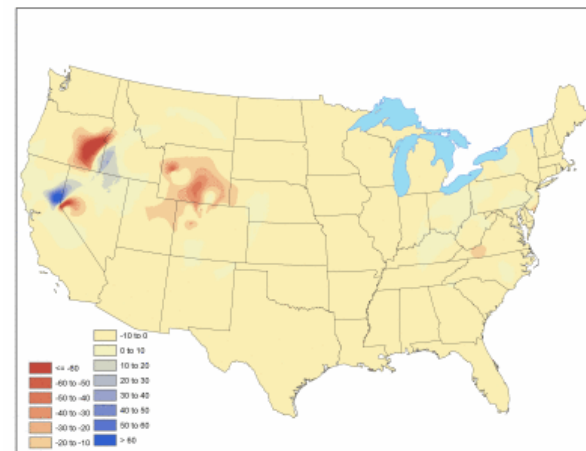 <= -60
-60 to -50
-50 to -40
-40 to -30
-30 to -20
-20 to -10
-10 to 0
0 to 10
10 to 20
20 to 30
30 to 40
40 to 50
50 to 60
> 60